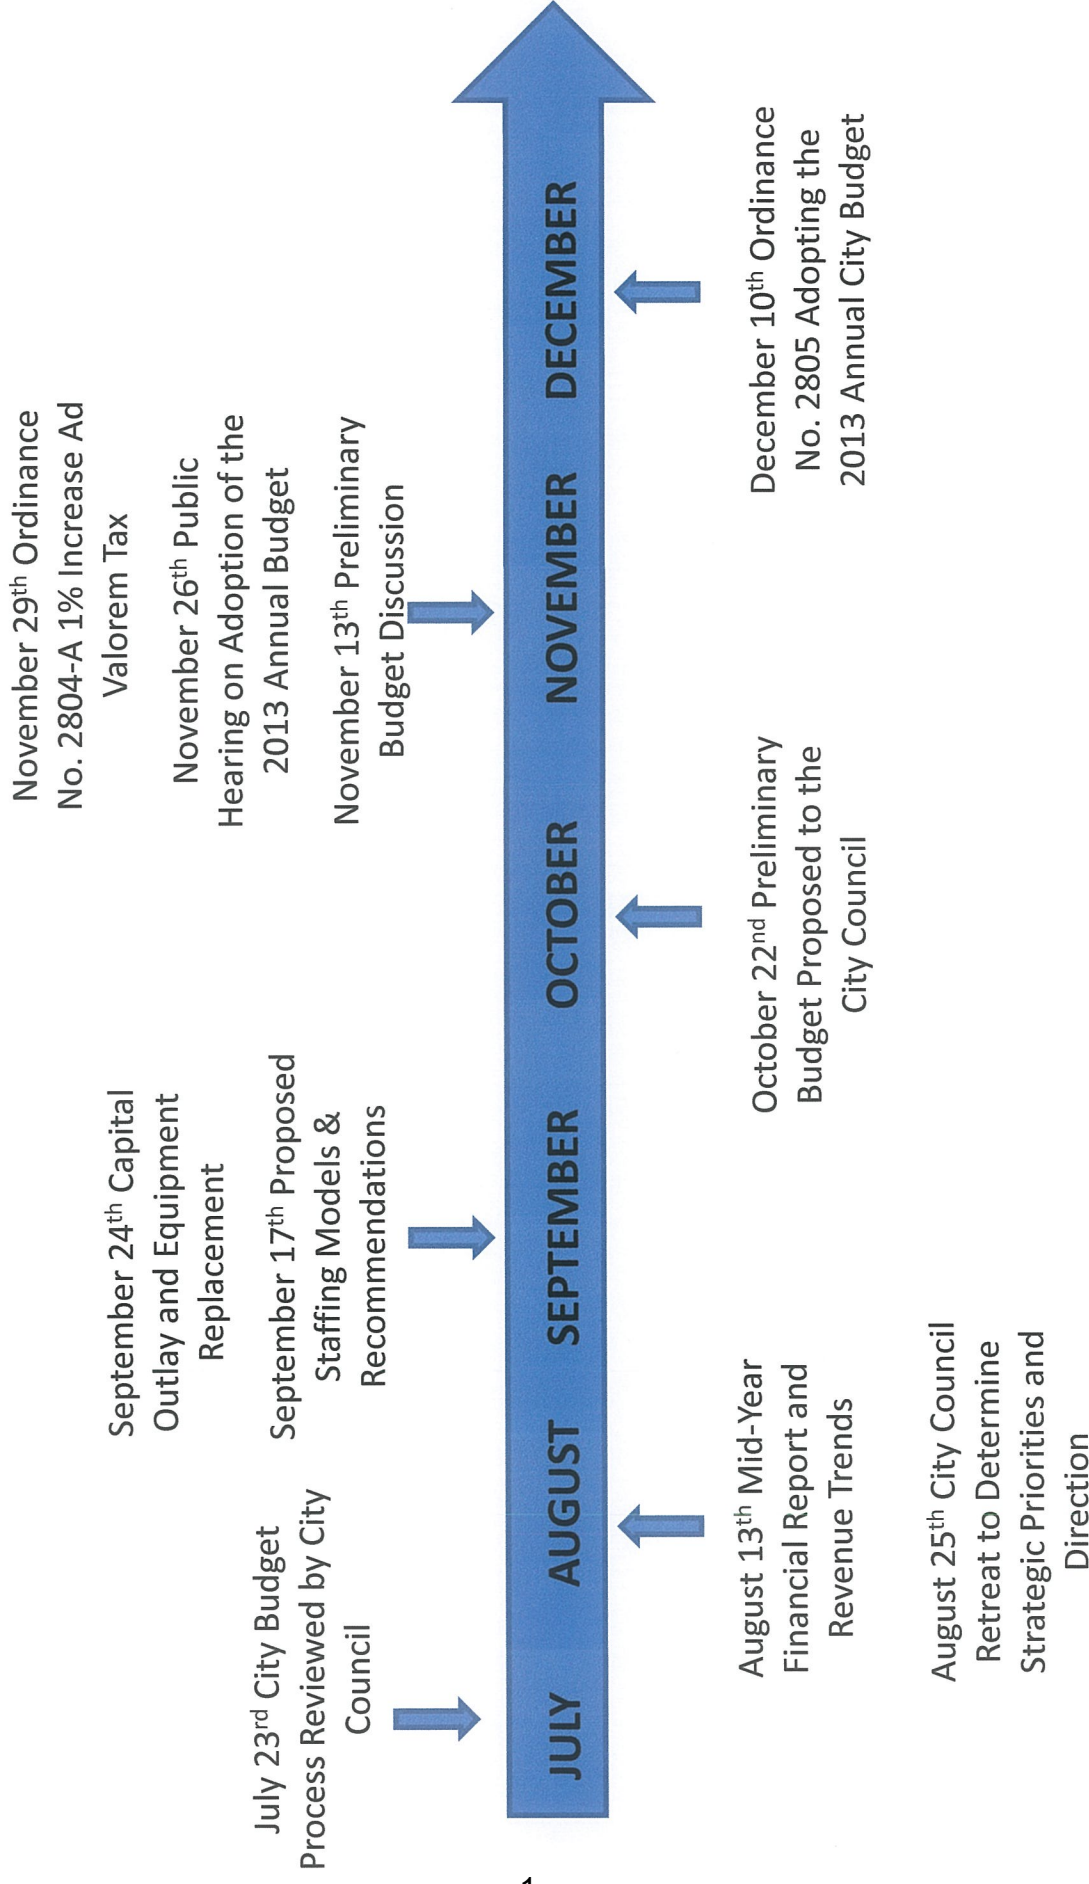 November 29th Ordinance
No. 2804-A 1% Increase Ad
Valorem Tax
November 26th Public
Hearing on Adoption of the
2013 Annual Budget
November 13th Preliminary
Budget Discussion
September 24th Capital
Outlay and Equipment
Replacement
September 17th Proposed
Staffing Models &
Recommendations
July 23rd City Budget
Process Reviewed by City
Council
JULY
AUGUST
SEPTEMBER
OCTOBER
NOVEMBER
DECEMBER
August 13th Mid-Year
Financial Report and
Revenue Trends
August 25th City Council
Retreat to Determine
Strategic Priorities and
Direction
October 22nd Preliminary
Budget Proposed to the
City Council
December 10th Ordinance
No. 2805 Adopting the
2013 Annual City Budget
1